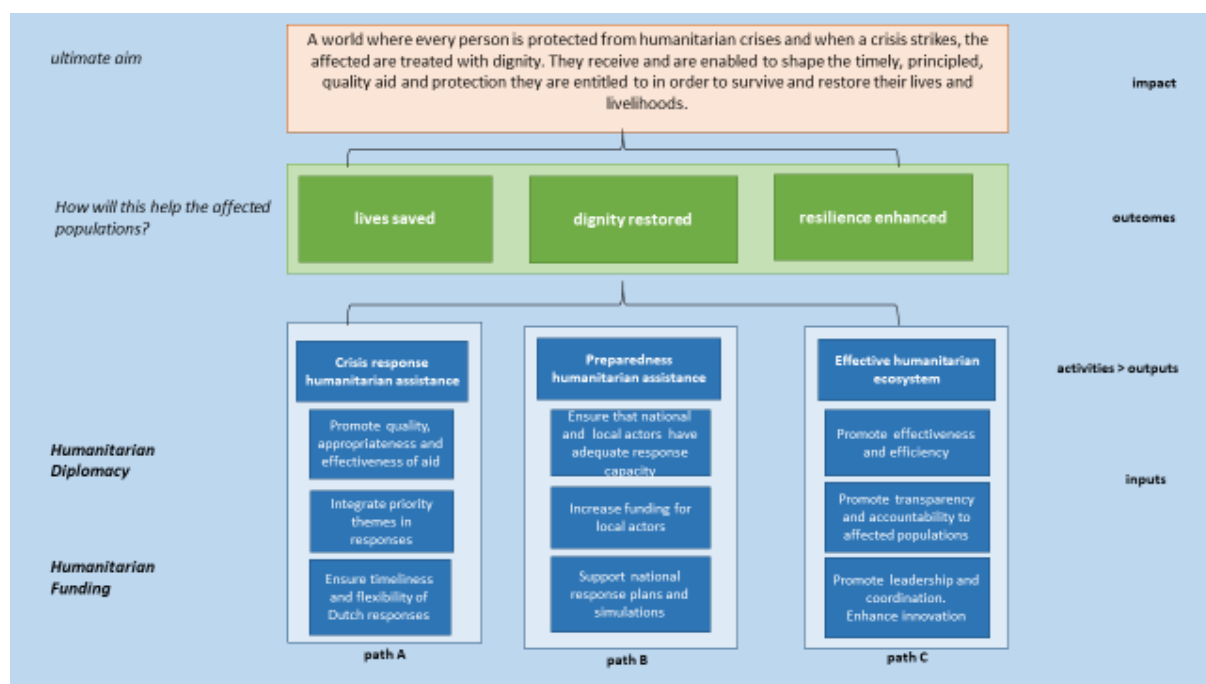 ultimate aim
A world where every person is protected from humanitarian crises and when a crisis strikes, the
affected are treated with dignity. They receive and are enabled to shape the timely, principled,
quality aid and protection they are entitled to in order to survive and restore their lives and
livelihoods.
impact
How will this help the affected
populations?
lives saved
dignity restored
resilience enhanced
outcomes
Crisis response
humanitarian assistance
Preparedness
humanitarian assistance
Effective humanitarian
ecosystem
activities > outputs
Humanitarian
Diplomacy
Promote quality,
appropriateness and
effectiveness of aid
Ensure that national
and local actors have
adequate response
capacity
Promote effectiveness
and efficiency
inputs
Integrate priority
themes in
responses
Increase funding for
local actors
Promote transparency
and accountability to
affected populations
Humanitarian
Funding
Ensure timeliness
and flexibility of
Dutch responses
Support national
response plans and
simulations
Promote leadership and
coordination.
Enhance innovation
path A
path B
path C